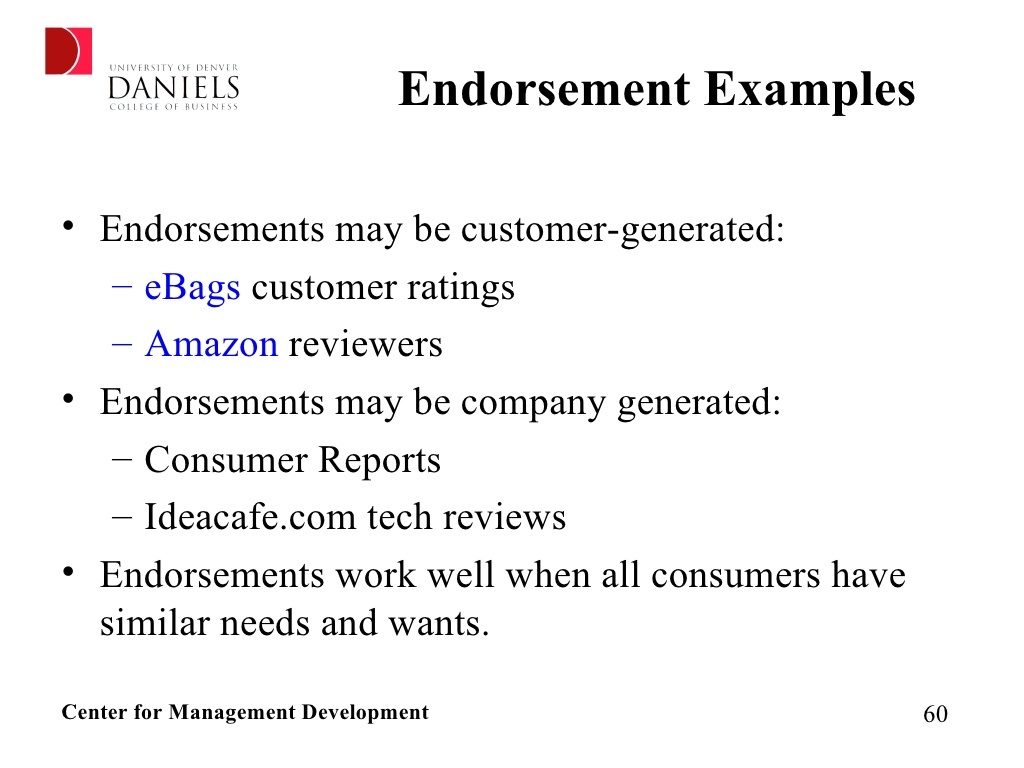 UNIVERSITY OF DENVER
DANIELS
COLLEGE OF BUSINESS
Endorsement Examples
• Endorsements may be customer-generated:
– eBags customer ratings
– Amazon reviewers
• Endorsements may be company generated:
– Consumer Reports
– Ideacafe.com tech reviews
• Endorsements work well when all consumers have
similar needs and wants.
Center for Management Development
60